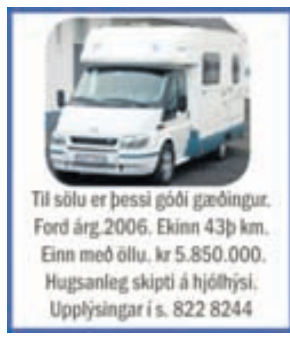 Til sölu er þessi góði gæðingur.
Ford árg.2006. Ekinn 43þ km.
Einn með öllu. kr 5.850.000.
Hugsanleg skipti á hjólhýsi.
Upplýsingar í s. 822 8244